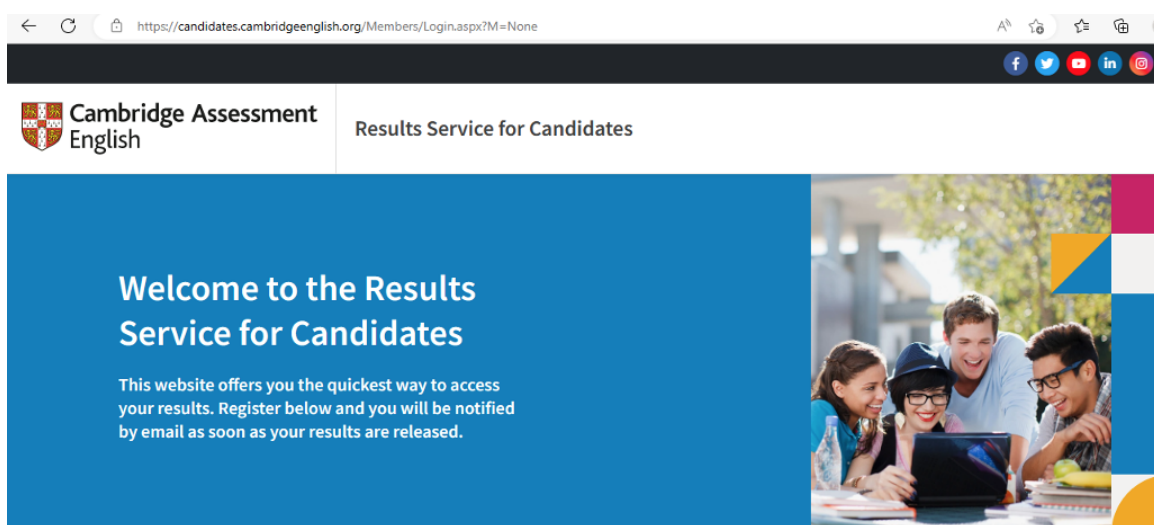 https://candidates.cambridgeenglish.org/Members/Login.aspx?M=None
Cambridge Assessment
English
Results Service for Candidates
Welcome to the Results
Service for Candidates
This website offers you the quickest way to access
your results. Register below and you will be notified
by email as soon as your results are released.